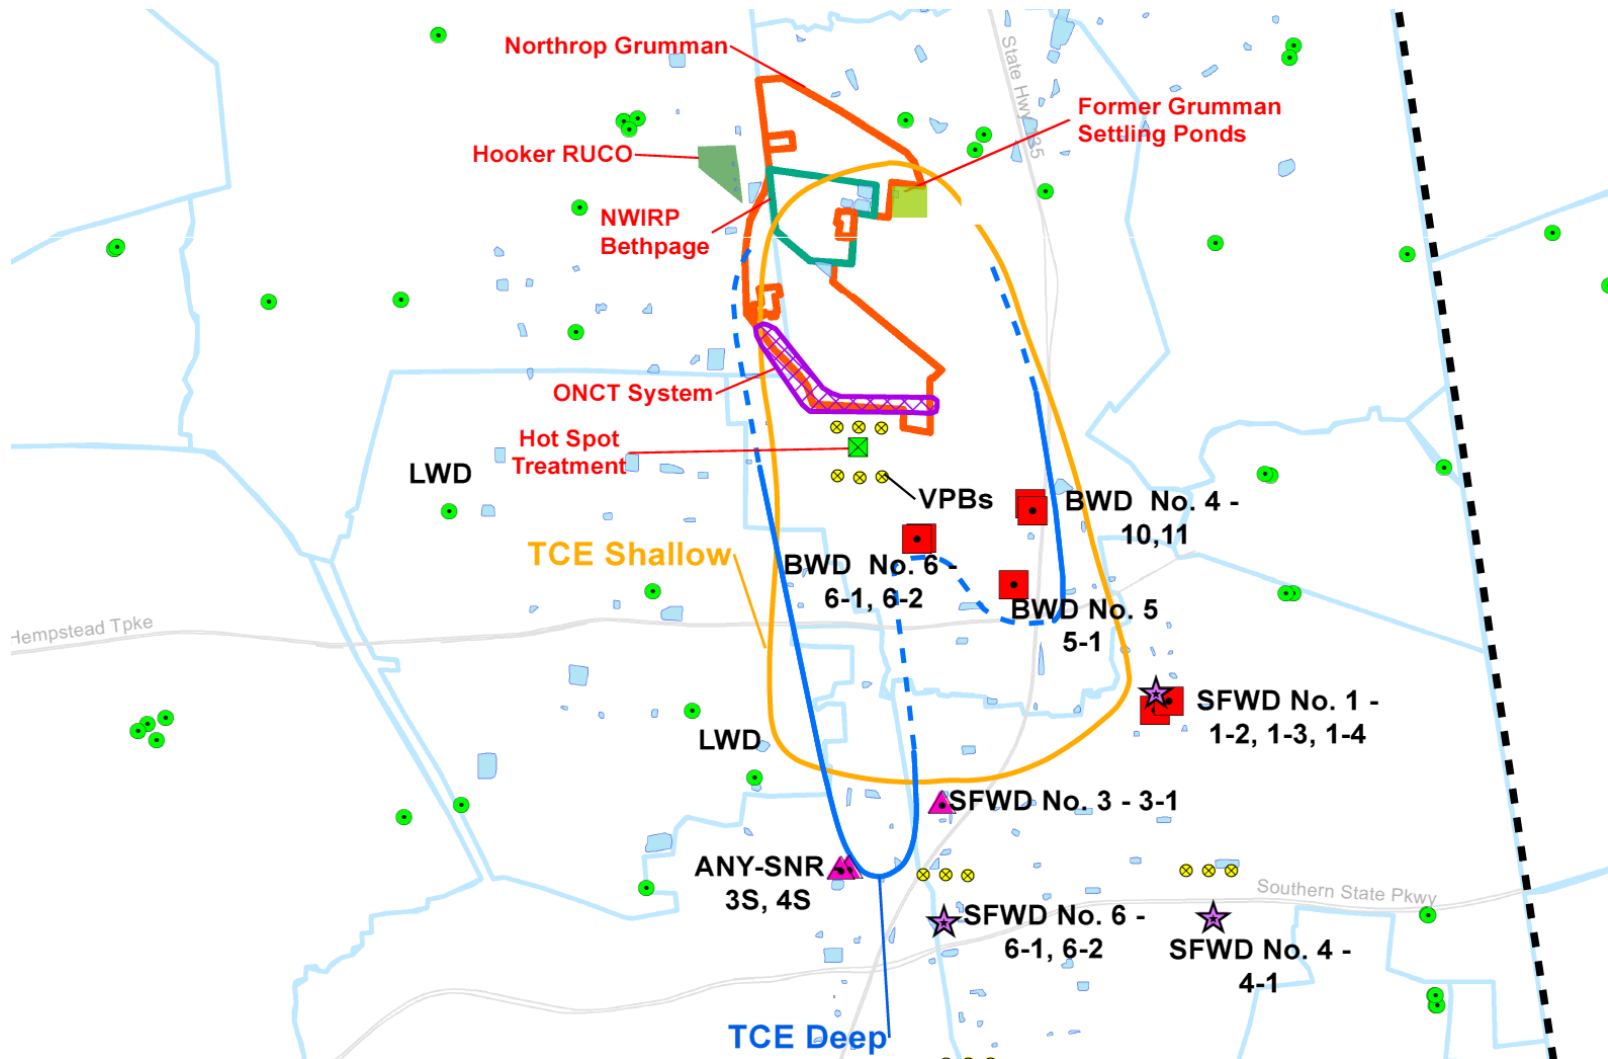 Northrop Grumman
State Hwy 135
Former Grumman
Settling Ponds
Hooker RUCO
NWIRP
Bethpage
ONCT System
Hot Spot
Treatment
LWD
VPBs
BWD No. 4 -
10,11
TCE Shallow
BWD No. 6 -
6-1, 6-2
BWD No. 5
5-1
Hempstead Tpke
SFWD No. 1 -
1-2, 1-3, 1-4
LWD
SFWD No. 3 - 3-1
ANY-SNR
3S, 4S
Southern State Pkwy
SFWD No. 6 -
6-1, 6-2
SFWD No. 4 -
4-1
TCE Deep